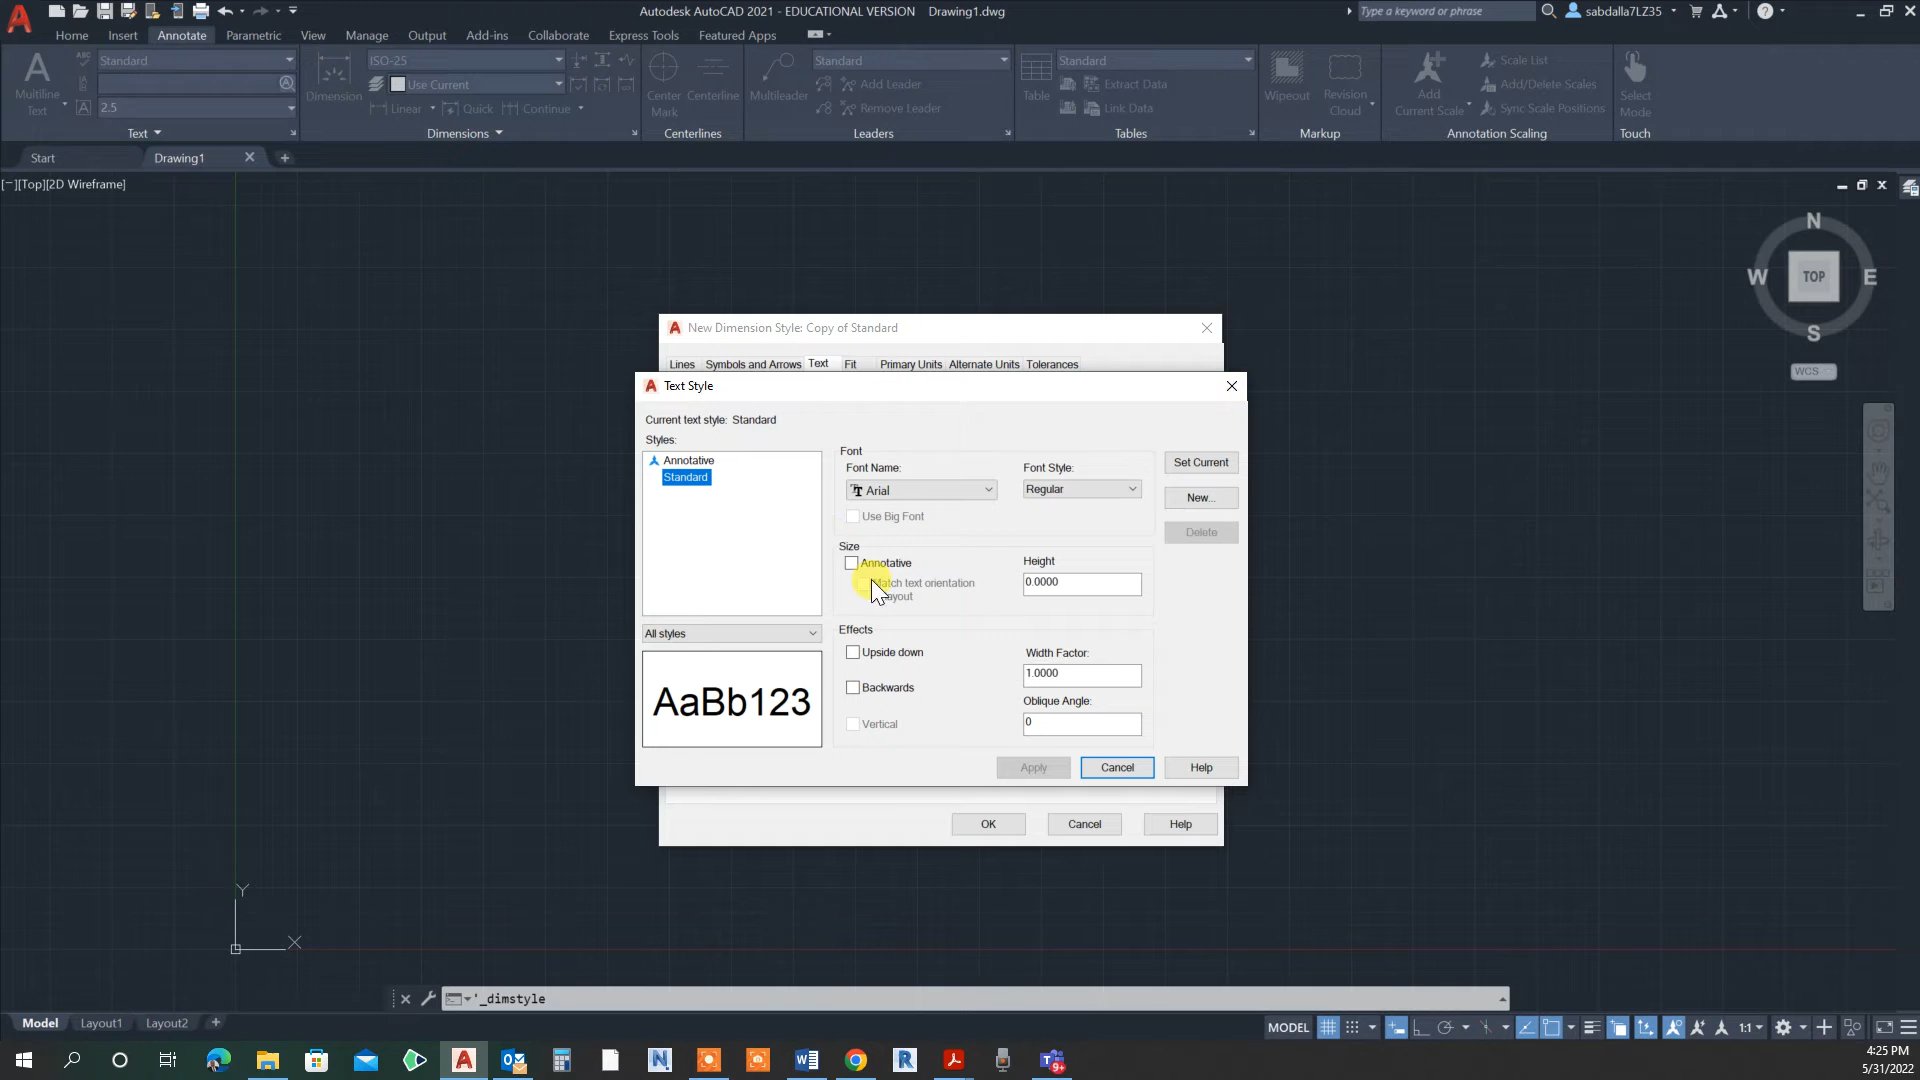 Autodesk AutoCAD 2021 - EDUCATIONAL VERSION Drawing1.dwg
Type a keyword or phrase
sabdalla7LZ35
Home Insert Annotate Parametric View Manage Output Add-ins Collaborate Express Tools Featured Apps
Standard ISO-25 Standard Standard Scale List
Use Current Add Leader Extract Data Add/Delete Scales
Multiline Text
2.5
Dimension
Linear Quick Continue
Center Mark
Centerline
Multileader
Remove Leader
Table
Link Data
Wipeout
Revision Cloud
Add Current Scale
Sync Scale Positions
Select Mode
Text Dimensions Centerlines Leaders Tables Markup Annotation Scaling Touch
Start Drawing1
[−][Top][2D Wireframe]
N
W TOP E
S
WCS
New Dimension Style: Copy of Standard
Lines Symbols and Arrows Text Fit Primary Units Alternate Units Tolerances
Text Style
Current text style: Standard
Styles:
Annotative
Standard
All styles
AaBb123
Font
Font Name: Font Style:
Arial Regular
Use Big Font
Set Current
New...
Delete
Size
Annotative Height
text orientation 0.0000
Effects
Upside down Width Factor:
1.0000
Backwards Oblique Angle:
Vertical 0
Apply Cancel Help
OK Cancel Help
Y
X
'_dimstyle
Model Layout1 Layout2
MODEL 1:1
4:25 PM
5/31/2022